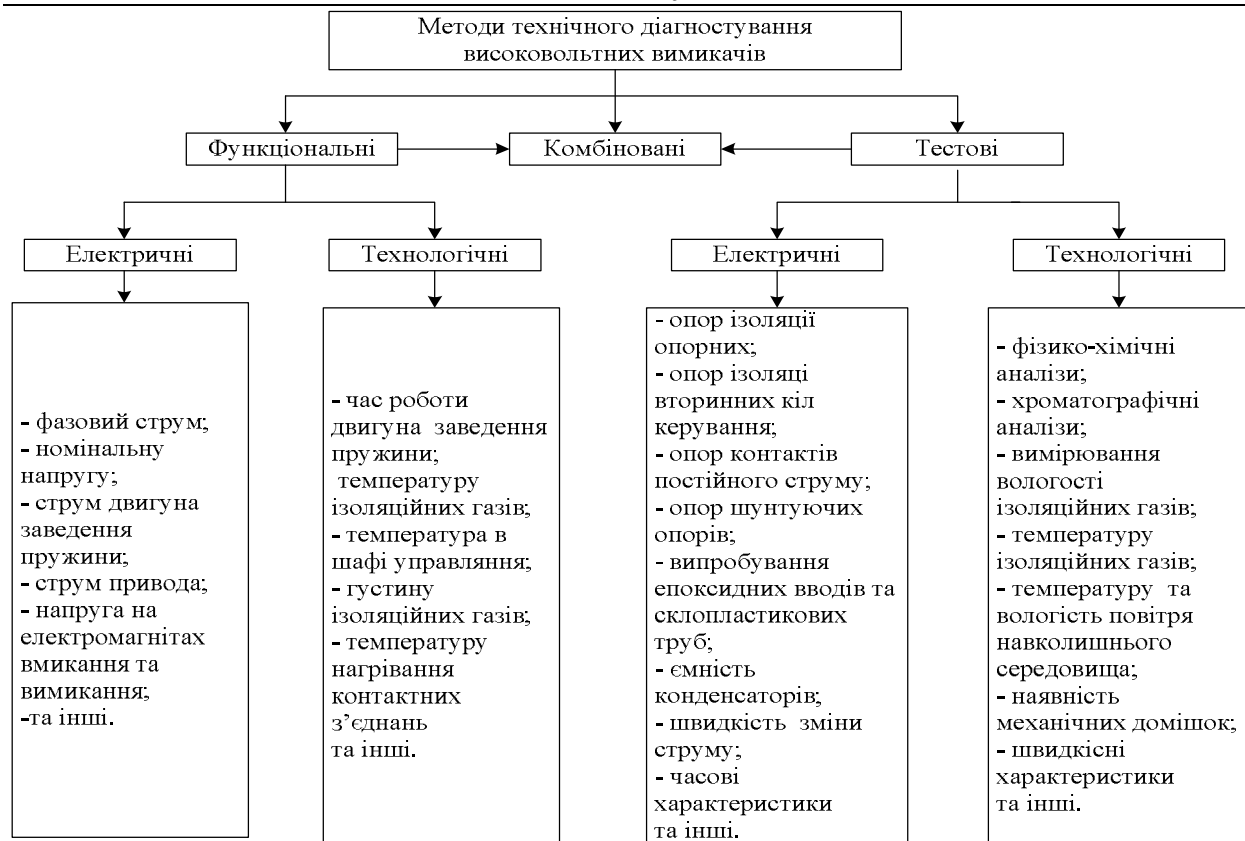 Методи технічного діагностування
високовольтних вимикачів
Функціональні
Комбіновані
Тестові
Електричні
Технологічні
Електричні
Технологічні
- фазовий струм;
- номінальну
напругу;
- струм двигуна
заведення
пружини;
- струм привода;
- напруга на
електромагнітах
вмикання та
вимикання;
-та інші.
- час роботи
двигуна заведення
пружини;
температуру
ізоляційних газів;
- температура в
шафі управляння;
- густину
ізоляційних газів;
- температуру
нагрівання
контактних
з’єднань
та інші.
- опор ізоляції
опорних;
- опор ізоляці
вторинних кіл
керування;
- опор контактів
постійного струму;
- опор шунтуючих
опорів;
- випробування
епоксидних вводів та
склопластикових
труб;
- ємність
конденсаторів;
- швидкість зміни
струму;
- часові
характеристики
та інші.
- фізико-хімічні
аналізи;
- хроматографічні
аналізи;
- вимірювання
вологості
ізоляційних газів;
- температуру
ізоляційних газів;
- температуру та
вологість повітря
навколишнього
середовища;
- наявність
механічних домішок;
- швидкісні
характеристики
та інші.